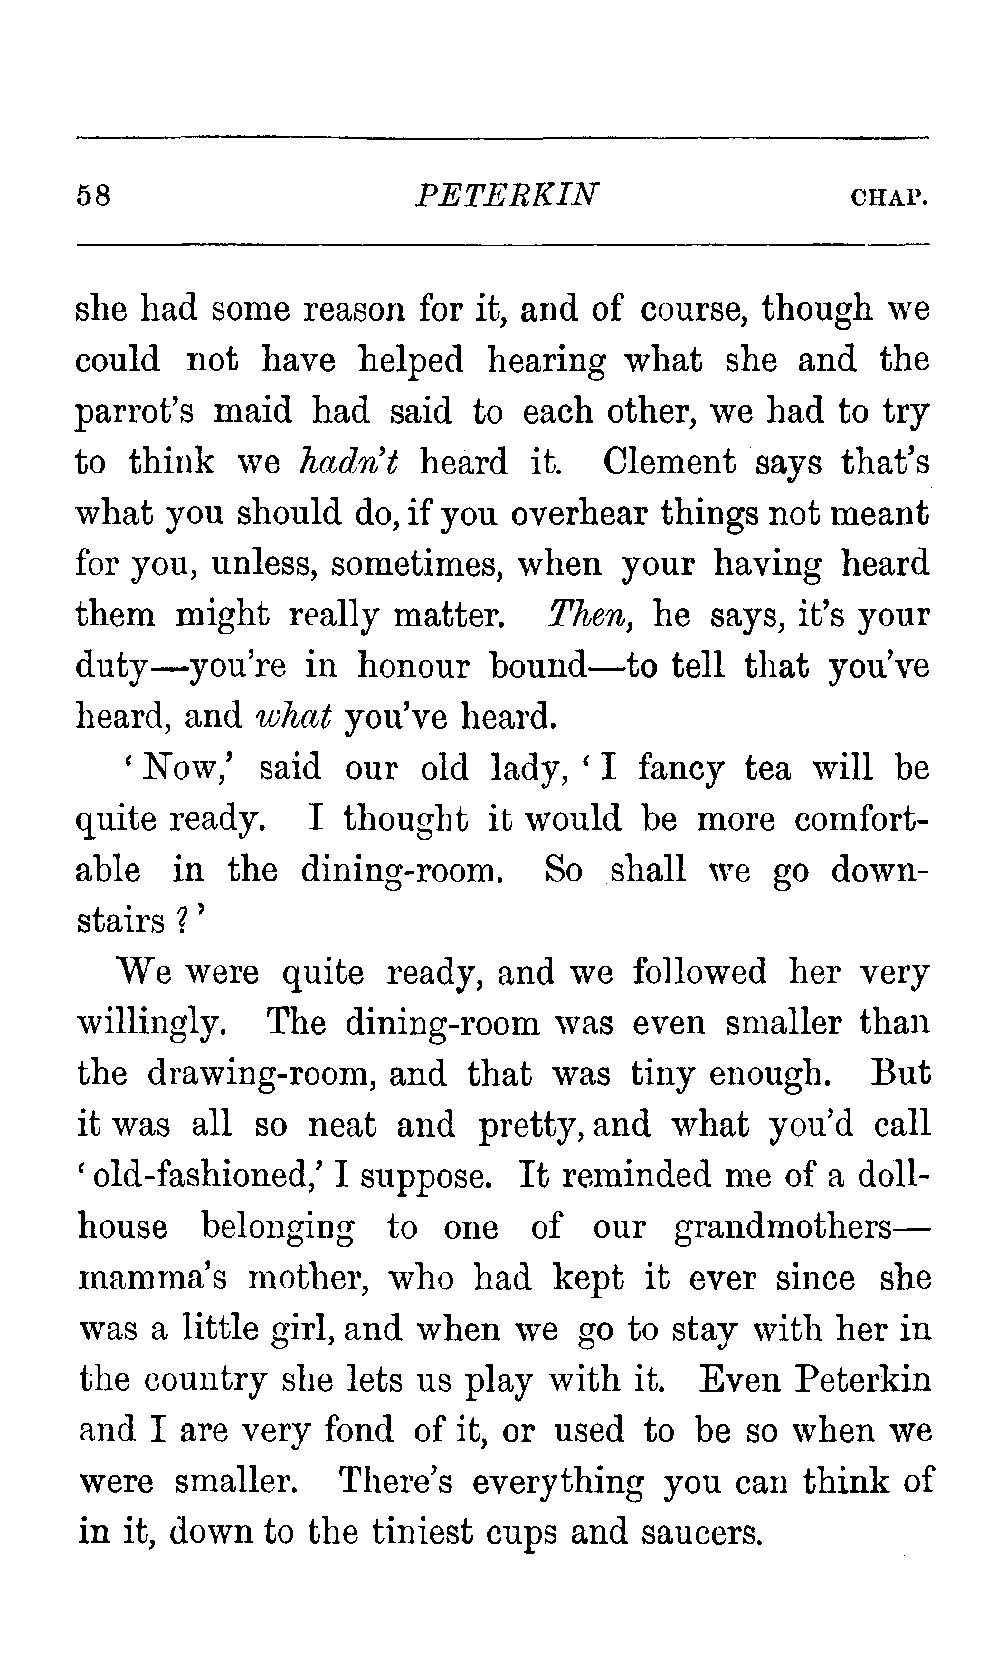 58 PETERKIN CHAP.
she had some reason for it, and of course, though we
could not have helped hearing what she and the
parrot's maid had said to each other, we had to try
to think we hadn't heard it. Clement says that's
what you should do, if you overhear things not meant
for you, unless, sometimes, when your having heard
them might really matter. Then, he says, it's your
duty—you're in honour bound—to tell that you've
heard, and what you've heard.
‘Now,’ said our old lady, ‘I fancy tea will be
quite ready. I thought it would be more comfort-
able in the dining-room. So shall we go down-
stairs?’
We were quite ready, and we followed her very
willingly. The dining-room was even smaller than
the drawing-room, and that was tiny enough. But
it was all so neat and pretty, and what you'd call
‘old-fashioned,’ I suppose. It reminded me of a doll-
house belonging to one of our grandmothers—
mamma's mother, who had kept it ever since she
was a little girl, and when we go to stay with her in
the country she lets us play with it. Even Peterkin
and I are very fond of it, or used to be so when we
were smaller. There's everything you can think of
in it, down to the tiniest cups and saucers.